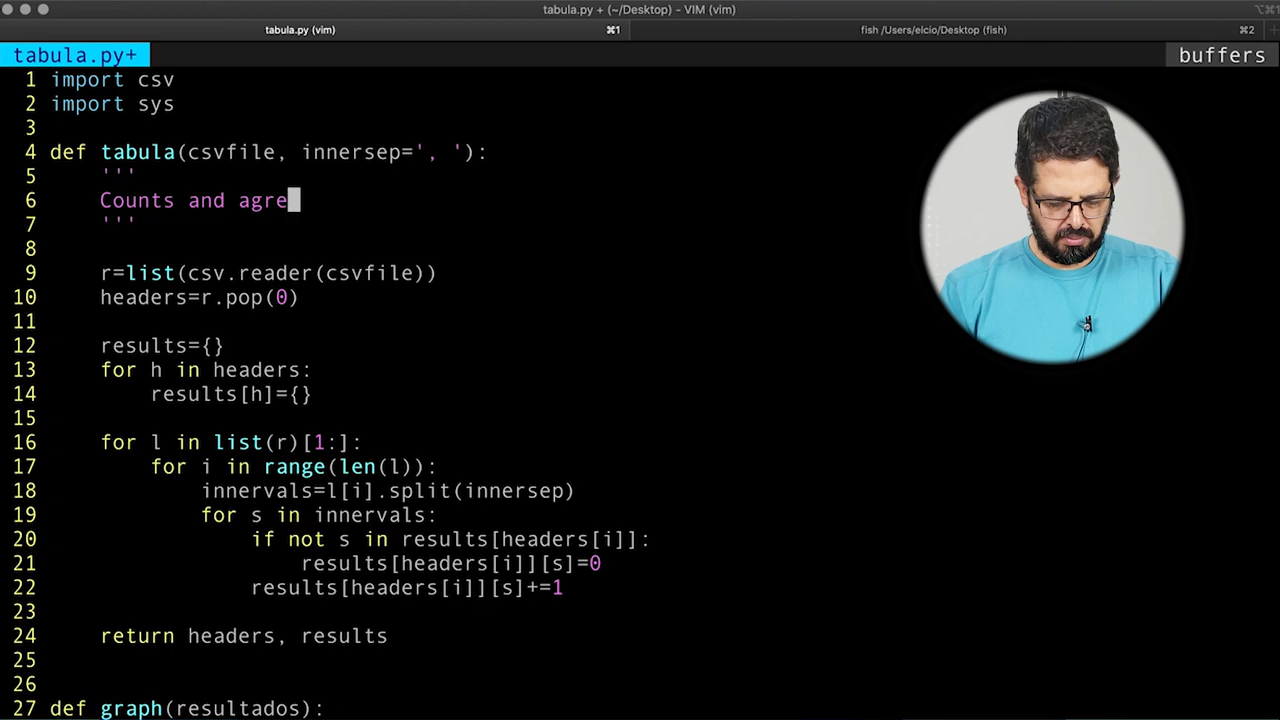 tabula.py + (~/Desktop) - VIM (vim)
tabula.py (vim) ⌘1 fish /Users/elcio/Desktop (fish) ⌘2
tabula.py+ buffers
1 import csv
2 import sys
3
4 def tabula(csvfile, innersep=', '):
5     '''
6     Counts and agre
7     '''
8
9     r=list(csv.reader(csvfile))
10     headers=r.pop(0)
11
12     results={}
13     for h in headers:
14         results[h]={}
15
16     for l in list(r)[1:]:
17         for i in range(len(l)):
18             innervals=l[i].split(innersep)
19             for s in innervals:
20                 if not s in results[headers[i]]:
21                     results[headers[i]][s]=0
22                 results[headers[i]][s]+=1
23
24     return headers, results
25
26
27 def graph(resultados):